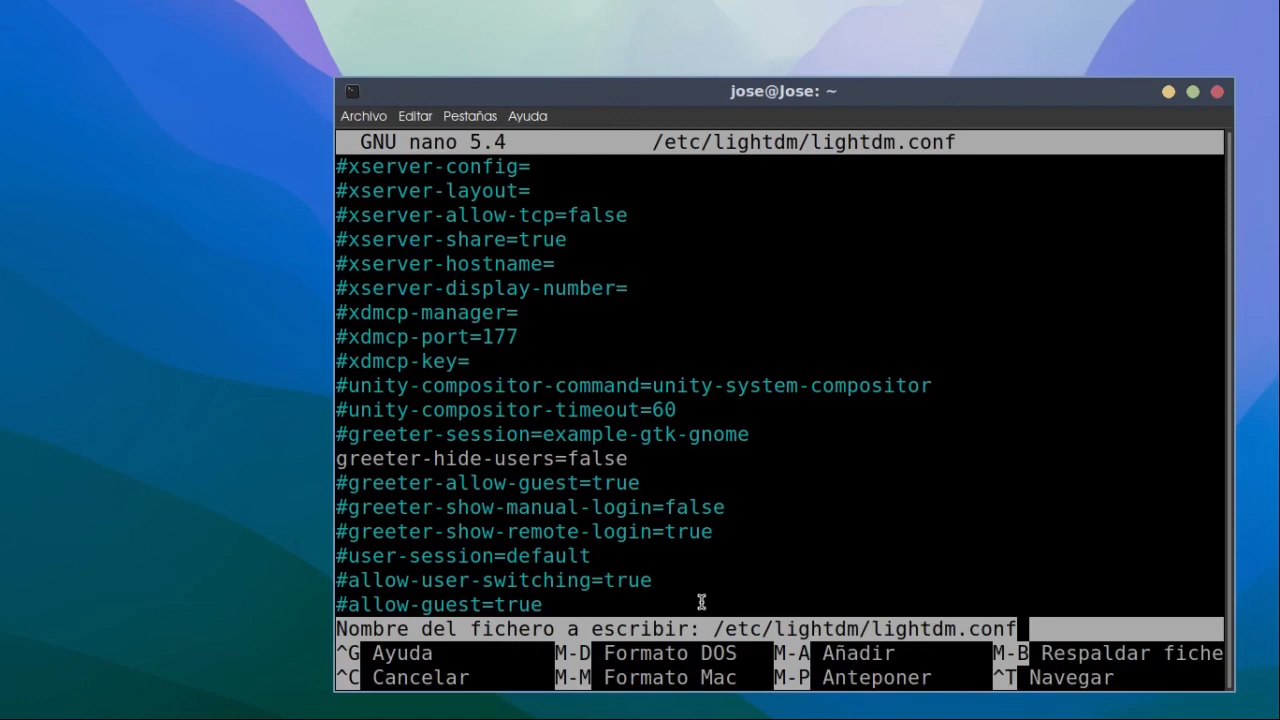 jose@Jose: ~
Archivo Editar Pestañas Ayuda
GNU nano 5.4 /etc/lightdm/lightdm.conf
#xserver-config=
#xserver-layout=
#xserver-allow-tcp=false
#xserver-share=true
#xserver-hostname=
#xserver-display-number=
#xdmcp-manager=
#xdmcp-port=177
#xdmcp-key=
#unity-compositor-command=unity-system-compositor
#unity-compositor-timeout=60
#greeter-session=example-gtk-gnome
greeter-hide-users=false
#greeter-allow-guest=true
#greeter-show-manual-login=false
#greeter-show-remote-login=true
#user-session=default
#allow-user-switching=true
#allow-guest=true
Nombre del fichero a escribir: /etc/lightdm/lightdm.conf
^G Ayuda M-D Formato DOS M-A Añadir M-B Respaldar fiche
^C Cancelar M-M Formato Mac M-P Anteponer ^T Navegar